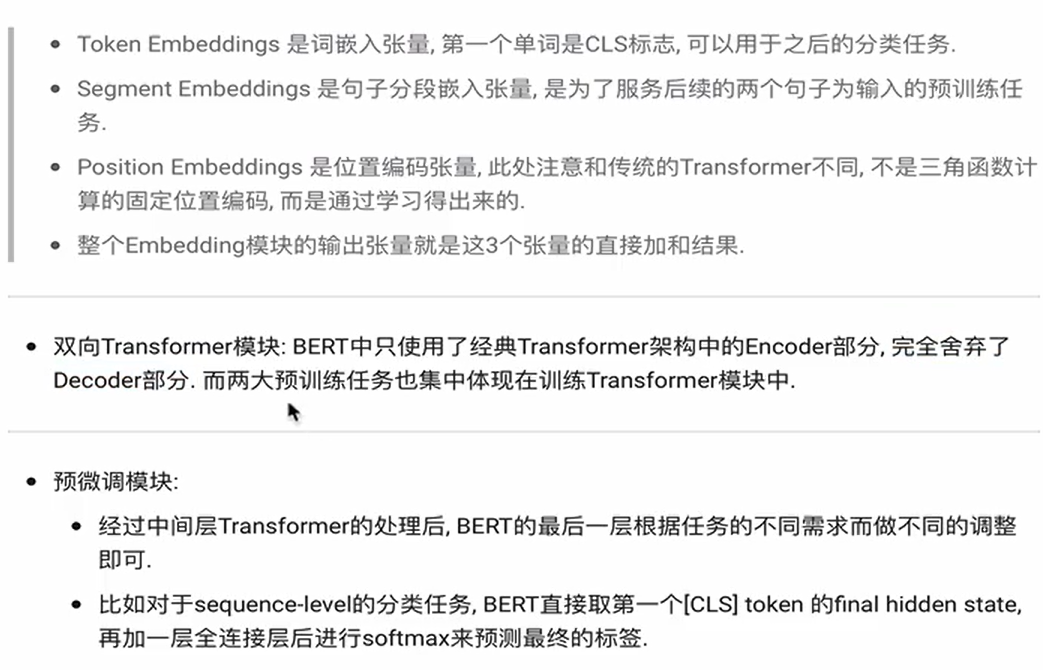 Token Embeddings 是词嵌入张量, 第一个单词是CLS标志, 可以用于之后的分类任务.
Segment Embeddings 是句子分段嵌入张量, 是为了服务后续的两个句子为输入的预训练任
务.
Position Embeddings 是位置编码张量, 此处注意和传统的Transformer不同, 不是三角函数计
算的固定位置编码, 而是通过学习得出来的.
整个Embedding模块的输出张量就是这3个张量的直接加和结果.
双向Transformer模块: BERT中只使用了经典Transformer架构中的Encoder部分, 完全舍弃了
Decoder部分. 而两大预训练任务也集中体现在训练Transformer模块中.
预微调模块:
经过中间层Transformer的处理后, BERT的最后一层根据任务的不同需求而做不同的调整
即可.
比如对于sequence-level的分类任务, BERT直接取第一个[CLS] token 的final hidden state,
再加一层全连接层后进行softmax来预测最终的标签.